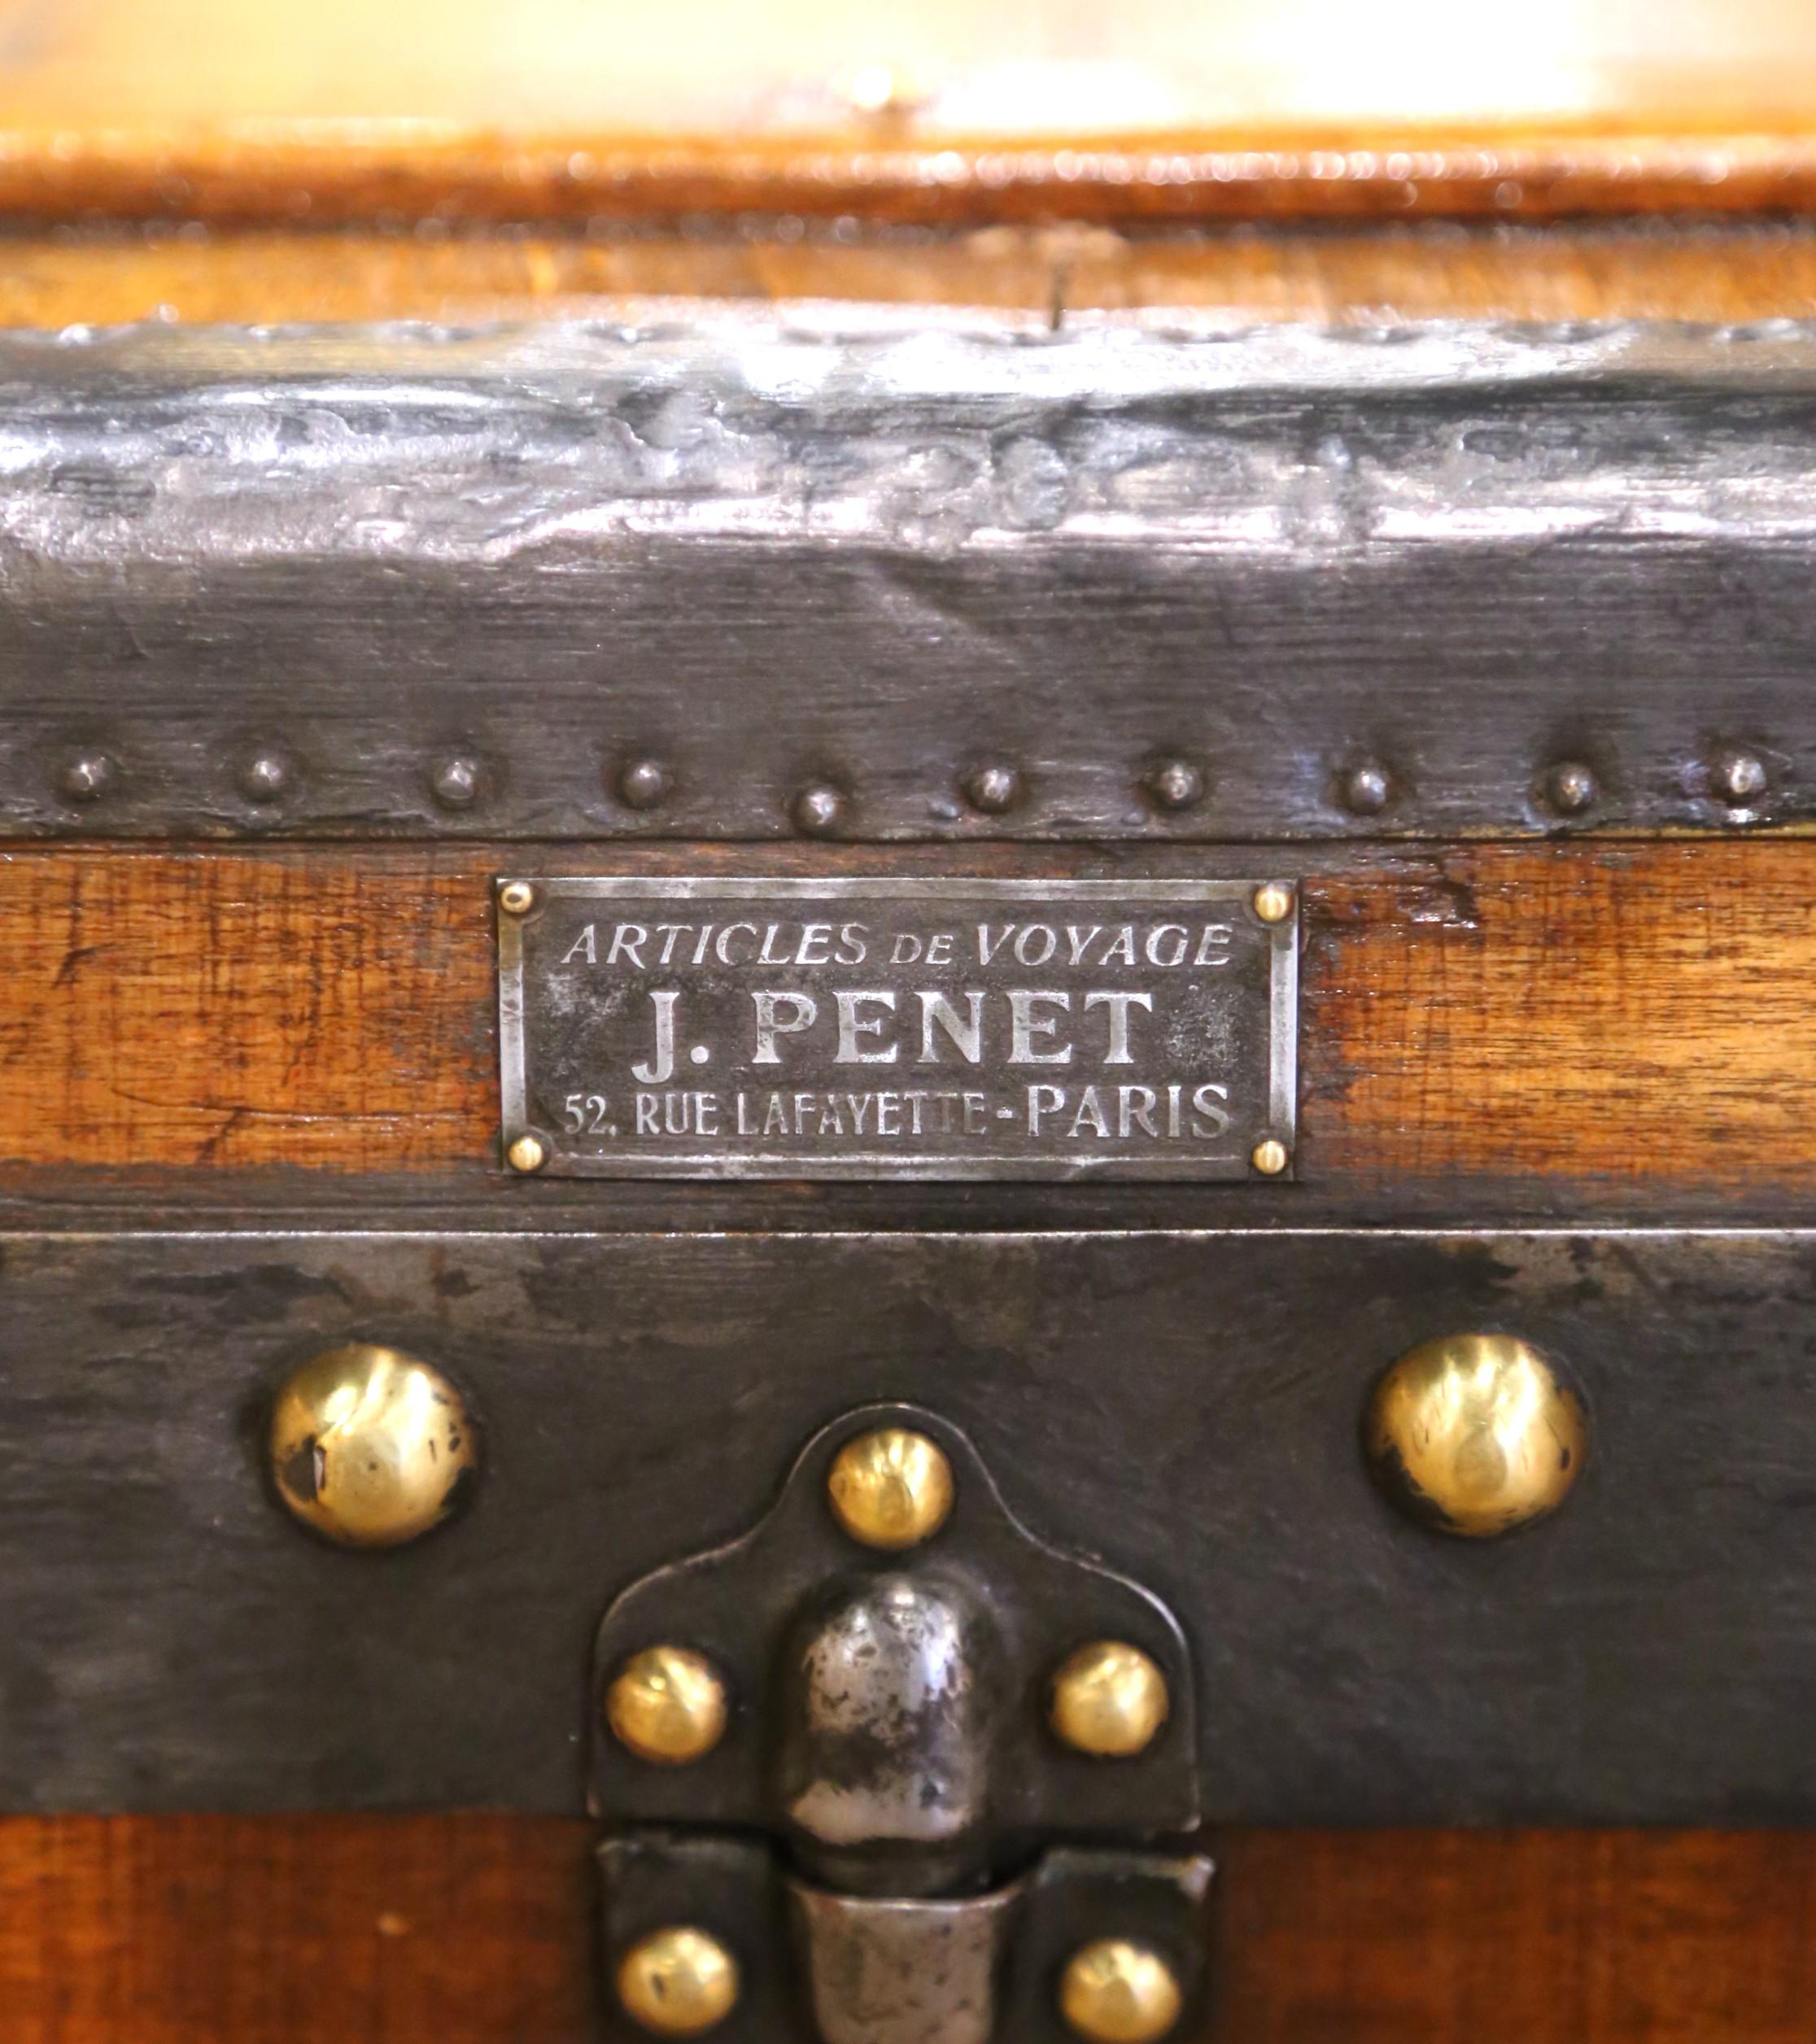 ARTICLES DE VOYAGE
J. PENET
52, RUE LAFAYETTE-PARIS